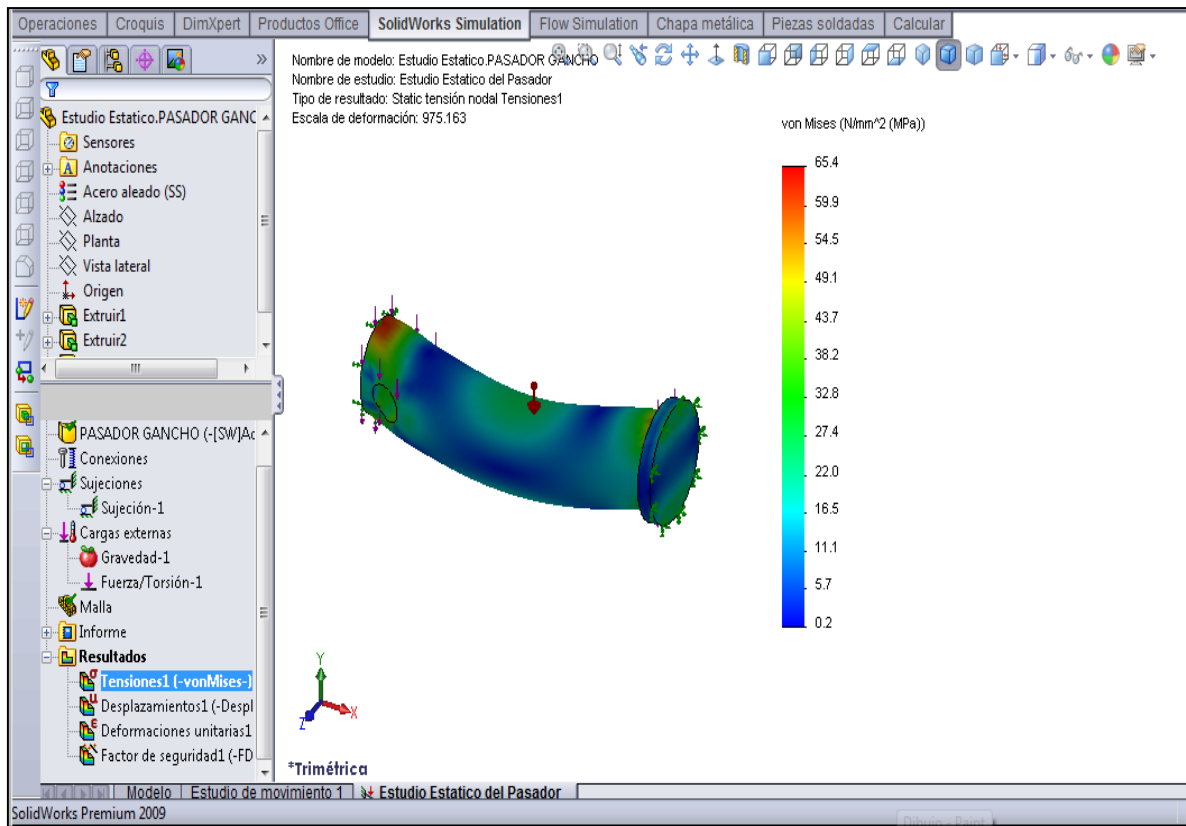 Operaciones Croquis DimXpert Productos Office SolidWorks Simulation Flow Simulation Chapa metálica Piezas soldadas Calcular
Estudio Estatico.PASADOR GANC
Sensores
Anotaciones
Acero aleado (SS)
Alzado
Planta
Vista lateral
Origen
Extruir1
Extruir2
PASADOR GANCHO (-[SW]Ac
Conexiones
Sujeciones
Sujeción-1
Cargas externas
Gravedad-1
Fuerza/Torsión-1
Malla
Informe
Resultados
Tensiones1 (-vonMises-)
Desplazamientos1 (-Despl
Deformaciones unitarias1
Factor de seguridad1 (-FD
Nombre de modelo: Estudio Estatico.PASADOR GANCHO
Nombre de estudio: Estudio Estatico del Pasador
Tipo de resultado: Static tensión nodal Tensiones1
Escala de deformación: 975.163
von Mises (N/mm^2 (MPa))
65.4
59.9
54.5
49.1
43.7
38.2
32.8
27.4
22.0
16.5
11.1
5.7
0.2
Y
X
Z
*Trimétrica
Modelo Estudio de movimiento 1 Estudio Estatico del Pasador
SolidWorks Premium 2009
Dibujo - Paint